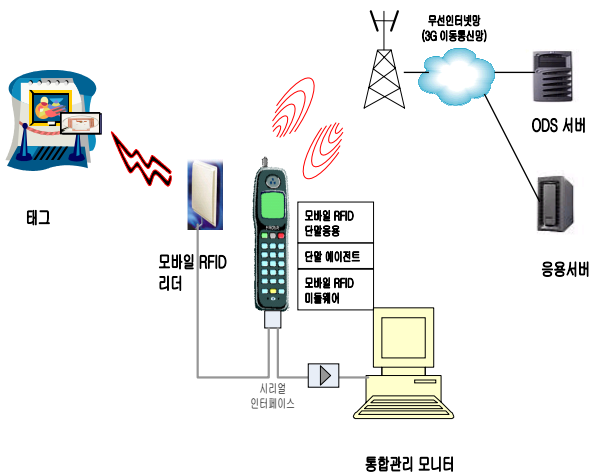 무선인터넷망
(3G 이동통신망)
ODS 서버
태그
모바일 RFID
리더
모바일 RFID
단말응용
단말 에이전트
모바일 RFID
미들웨어
응용서버
시리얼
인터페이스
통합관리 모니터